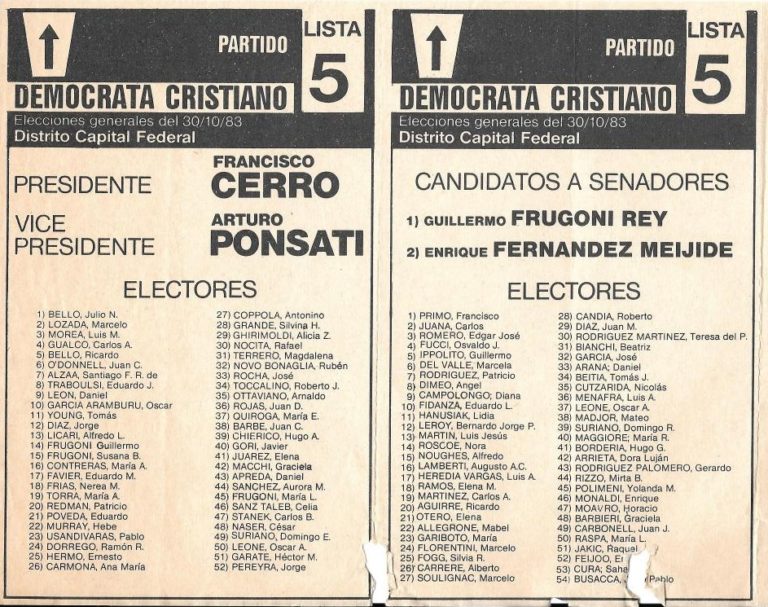 PARTIDO
LISTA
5
DEMOCRATA CRISTIANO
Elecciones generales del 30/10/83
Distrito Capital Federal
PRESIDENTE
FRANCISCO
CERRO
VICE
PRESIDENTE
ARTURO
PONSATI
ELECTORES
1) BELLO, Julio N.
2) LOZADA, Marcelo
3) MOREA, Luis M.
4) GUALCO, Carlos A.
5) BELLO, Ricardo
6) O'DONNELL, Juan C.
7) ALZAA, Santiago F. R. de
8) TRABOULSI, Eduardo J.
9) LEON, Daniel
10) GARCIA ARAMBURU, Oscar
11) YOUNG, Tomás
12) DIAZ, Jorge
13) LICARI, Alfredo L.
14) FRUGONI Guillermo
15) FRUGONI, Susana B.
16) CONTRERAS, María A.
17) FAVIER, Eduardo M.
18) FRIAS, Nerea M.
19) TORRA, María A.
20) REDMAN, Patricio
21) POVEDA, Eduardo
22) MURRAY, Hebe
23) USANDIVARAS, Pablo
24) DORREGO, Ramón R.
25) HERMO, Ernesto
26) CARMONA, Ana María
27) COPPOLA, Antonino
28) GRANDE, Silvina H.
29) GHIRIMOLDI, Alicia Z.
30) NOCITA, Rafael
31) TERRERO, Magdalena
32) NOVO BONAGLIA, Rubén
33) ROCHA, José
34) TOCCALINO, Roberto J.
35) OTTAVIANO, Arnaldo
36) ROJAS, Juan D.
37) QUIROGA, María E.
38) BARBE, Juan C.
39) CHIERICO, Hugo A.
40) GORI, Javier
41) JUAREZ, Elena
42) MACCHI, Graciela
43) APREDA, Daniel
44) SANCHEZ, Aurora M.
45) FRUGONI, María L.
46) SANZ TALEB, Celia
47) STANEK, Carlos B.
48) NASER, César
49) SURIANO, Domingo E.
50) LEONE, Oscar A.
51) GARATE, Héctor M.
52) PEREYRA, Jorge
PARTIDO
LISTA
5
DEMOCRATA CRISTIANO
Elecciones generales del 30/10/83
Distrito Capital Federal
CANDIDATOS A SENADORES
1) GUILLERMO FRUGONI REY
2) ENRIQUE FERNANDEZ MEIJIDE
ELECTORES
1) PRIMO, Francisco
2) JUANA, Carlos
3) ROMERO, Edgar José
4) FUCCI, Osvaldo J.
5) IPPOLITO, Guillermo
6) DEL VALLE, Marcela
7) RODRIGUEZ, Patricio
8) DIMEO, Angel
9) CAMPOLONGO; Diana
10) FIDANZA, Eduardo L.
11) HANUSIAK, Lidia
12) LEROY, Bernardo Jorge P.
13) MARTIN, Luis Jesús
14) ROSCOE, Nora
15) NOUGHES, Alfredo
16) LAMBERTI, Augusto A.C.
17) HEREDIA VARGAS, Luis A.
18) RAMOS, Elena M.
19) MARTINEZ, Carlos A.
20) AGUIRRE, Ricardo
21) OTERO, Elena
22) ALLEGRONE, Mabel
23) GARIBOTO, María
24) FLORENTINI, Marcelo
25) FOGG, Silvia R.
26) CARRERE, Alberto
27) SOULIGNAC, Marcelo
28) CANDIA, Roberto
29) DIAZ, Juan M.
30) RODRIGUEZ MARTINEZ, Teresa del P.
31) BIANCHI, Beatriz
32) GARCIA, José
33) ARANA; Daniel
34) BEITIA, Tomás J.
35) CUTZARIDA, Nicolás
36) MENAFRA, Luis A.
37) LEONE, Oscar A.
38) MADJOR, Mateo
39) SURIANO, Domingo R.
40) MAGGIORE; María R.
41) BORDERIA, Hugo G.
42) ARRIETA, Dora Luján
43) RODRIGUEZ PALOMERO, Gerardo
44) RIZZO, Mirta B.
45) POLIMENI, Yolanda M.
46) MONALDI, Enrique
47) MOAVRO, Horacio
48) BARBIERI, Graciela
49) CARBONELL, Juan J.
50) RASPA, María L.
51) JAKIC, Raquel
52) FEIJOO,
53) CURA;
54) BUSACCA, Pablo